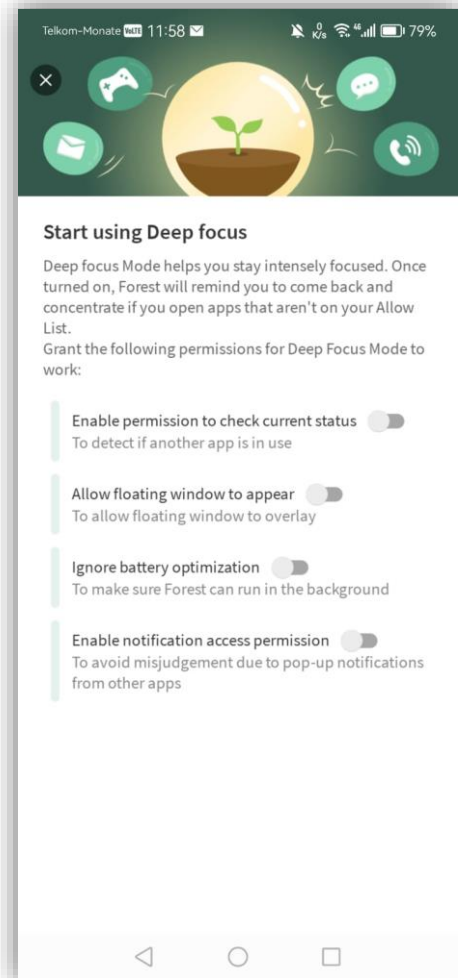 Telkom-Monate VoLTE 11:58 0 K/s 4G 79%
Start using Deep focus
Deep focus Mode helps you stay intensely focused. Once
turned on, Forest will remind you to come back and
concentrate if you open apps that aren't on your Allow
List.
Grant the following permissions for Deep Focus Mode to
work:
Enable permission to check current status
To detect if another app is in use
Allow floating window to appear
To allow floating window to overlay
Ignore battery optimization
To make sure Forest can run in the background
Enable notification access permission
To avoid misjudgement due to pop-up notifications
from other apps